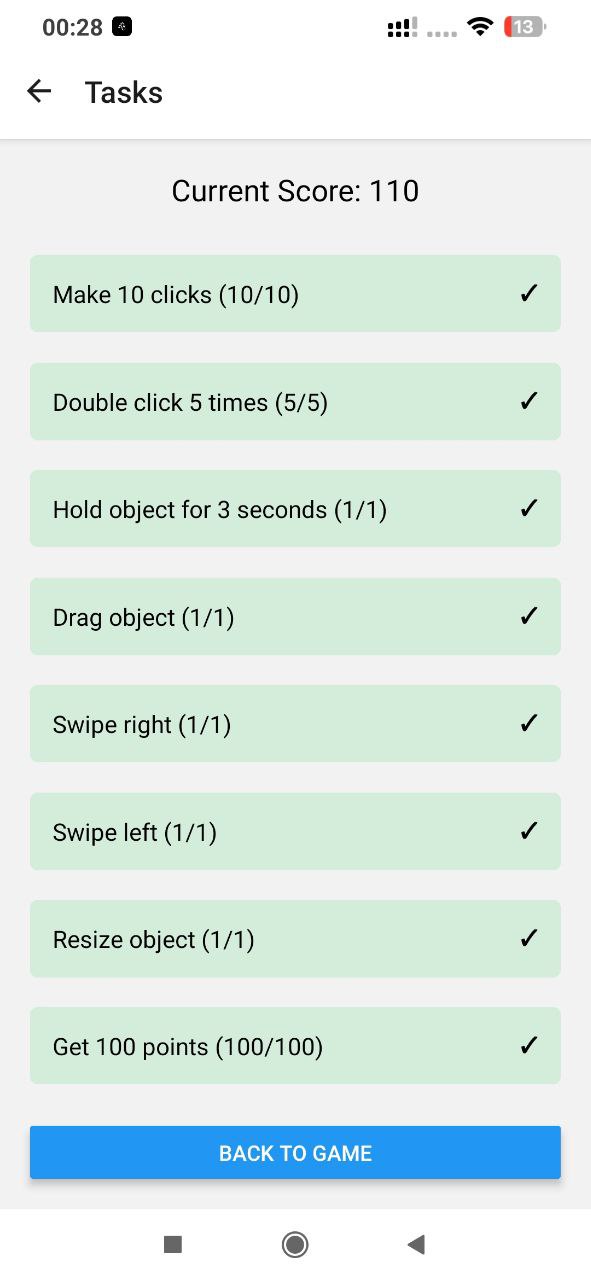 00:28
13
Tasks
Current Score: 110
Make 10 clicks (10/10) ✓
Double click 5 times (5/5) ✓
Hold object for 3 seconds (1/1) ✓
Drag object (1/1) ✓
Swipe right (1/1) ✓
Swipe left (1/1) ✓
Resize object (1/1) ✓
Get 100 points (100/100) ✓
BACK TO GAME